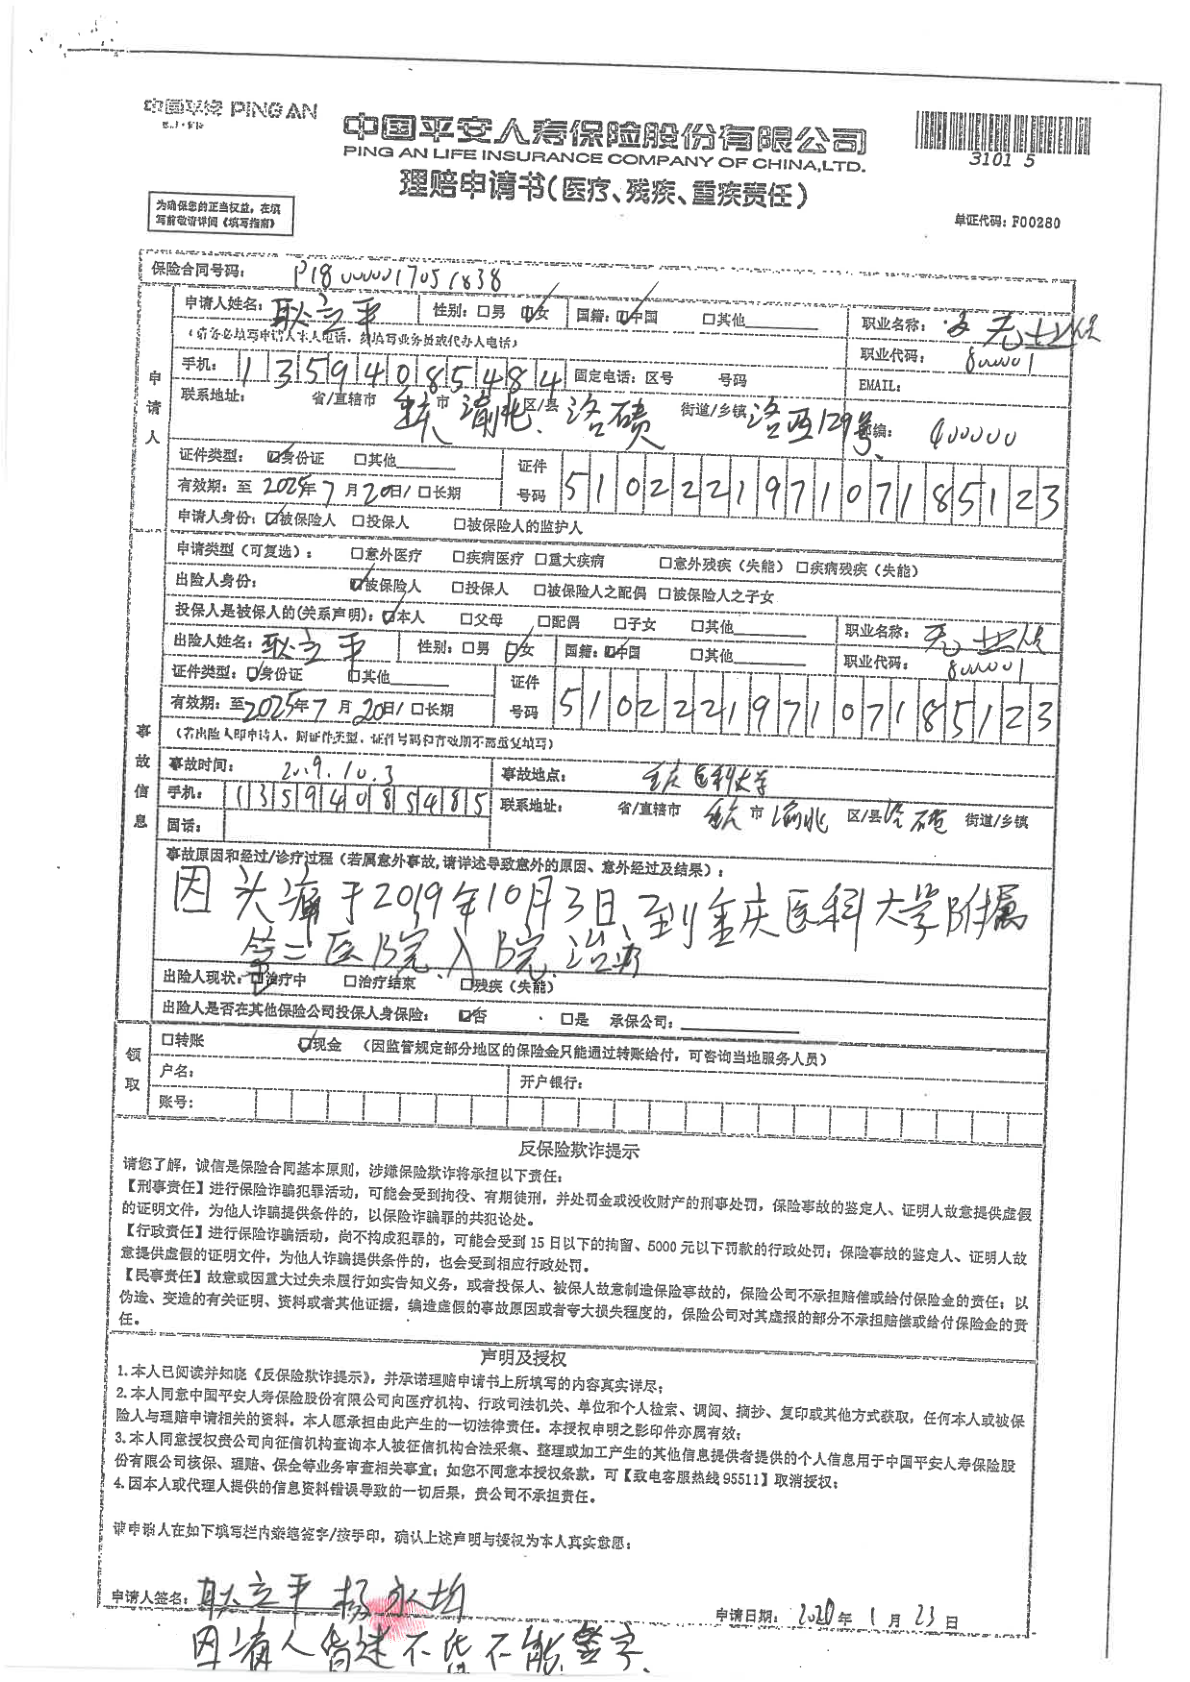 中国平安 PING AN
中国平安人寿保险股份有限公司
PING AN LIFE INSURANCE COMPANY OF CHINA,LTD.
理赔申请书(医疗、残疾、重疾责任)
3101 5
为确保您的正当权益,在填
写前敬请详阅《填写指南》
单证代码:F00280
保险合同号码: P180000017051838
申请人
申请人姓名: 耿立平 性别:□男 ☑女 国籍:☑中国 □其他 职业名称: 无业
(请务必填写申请人本人电话,勿填写业务员或代办人电话) 职业代码: 8000001
手机: 13594085484 固定电话:区号 号码 EMAIL:
联系地址: 省/直辖市 重庆 市 渝北 区/县 洛碛 街道/乡镇 洛西129号 邮编: 400000
证件类型: ☑身份证 □其他 证件号码 510222197107185123
有效期:至 2025年7月20日/□长期
申请人身份:☑被保险人 □投保人 □被保险人的监护人
事故信息
申请类型(可复选): □意外医疗 □疾病医疗 □重大疾病 □意外残疾(失能) □疾病残疾(失能)
出险人身份: ☑被保险人 □投保人 □被保险人之配偶 □被保险人之子女
投保人是被保人的(关系声明):☑本人 □父母 □配偶 □子女 □其他 职业名称: 无业
出险人姓名: 耿立平 性别:□男 ☑女 国籍:☑中国 □其他 职业代码: 8000001
证件类型:☑身份证 □其他 证件号码 510222197107185123
有效期:至2025年7月20日/□长期
(若出险人即申请人,则证件类型、证件号码和有效期不需重复填写)
事故时间: 2019.10.3 事故地点: 重庆医科大学
手机: 13594085485 联系地址: 省/直辖市 重庆 市 渝北 区/县 洛碛 街道/乡镇
固话:
事故原因和经过/诊疗过程(若属意外事故,请详述导致意外的原因、意外经过及结果):
因头痛于2019年10月3日到重庆医科大学附属
第二医院入院治疗
出险人现状:☑治疗中 □治疗结束 □残疾(失能)
出险人是否在其他保险公司投保人身保险: ☑否 □是 承保公司:
领取
□转账 ☑现金 (因监管规定部分地区的保险金只能通过转账给付,可咨询当地服务人员)
户名: 开户银行:
账号:
反保险欺诈提示
请您了解,诚信是保险合同基本原则,涉嫌保险欺诈将承担以下责任:
【刑事责任】进行保险诈骗犯罪活动,可能会受到拘役、有期徒刑,并处罚金或没收财产的刑事处罚,保险事故的鉴定人、证明人故意提供虚假
的证明文件,为他人诈骗提供条件的,以保险诈骗罪的共犯论处。
【行政责任】进行保险诈骗活动,尚不构成犯罪的,可能会受到15日以下的拘留、5000元以下罚款的行政处罚;保险事故的鉴定人、证明人故
意提供虚假的证明文件,为他人诈骗提供条件的,也会受到相应行政处罚。
【民事责任】故意或因重大过失未履行如实告知义务,或者投保人、被保人故意制造保险事故的,保险公司不承担赔偿或给付保险金的责任;以
伪造、变造的有关证明、资料或者其他证据,编造虚假的事故原因或者夸大损失程度的,保险公司对其虚报的部分不承担赔偿或给付保险金的责
任。
声明及授权
1.本人已阅读并知晓《反保险欺诈提示》,并承诺理赔申请书上所填写的内容真实详尽;
2.本人同意中国平安人寿保险股份有限公司向医疗机构、行政司法机关、单位和个人检索、调阅、摘抄、复印或其他方式获取,任何本人或被保
险人与理赔申请相关的资料,本人愿承担由此产生的一切法律责任。本授权申明之影印件亦属有效;
3.本人同意授权贵公司向征信机构查询本人被征信机构合法采集、整理或加工产生的其他信息提供者提供的个人信息用于中国平安人寿保险股
份有限公司核保、理赔、保全等业务审查相关事宜;如您不同意本授权条款,可【致电客服热线95511】取消授权;
4.因本人或代理人提供的信息资料错误导致的一切后果,贵公司不承担责任。
请申请人在如下填写栏内亲笔签字/按手印,确认上述声明与授权为本人真实意愿:
申请人签名: 耿立平 杨永均 申请日期: 2020年1月23日
因病人昏迷不能签字